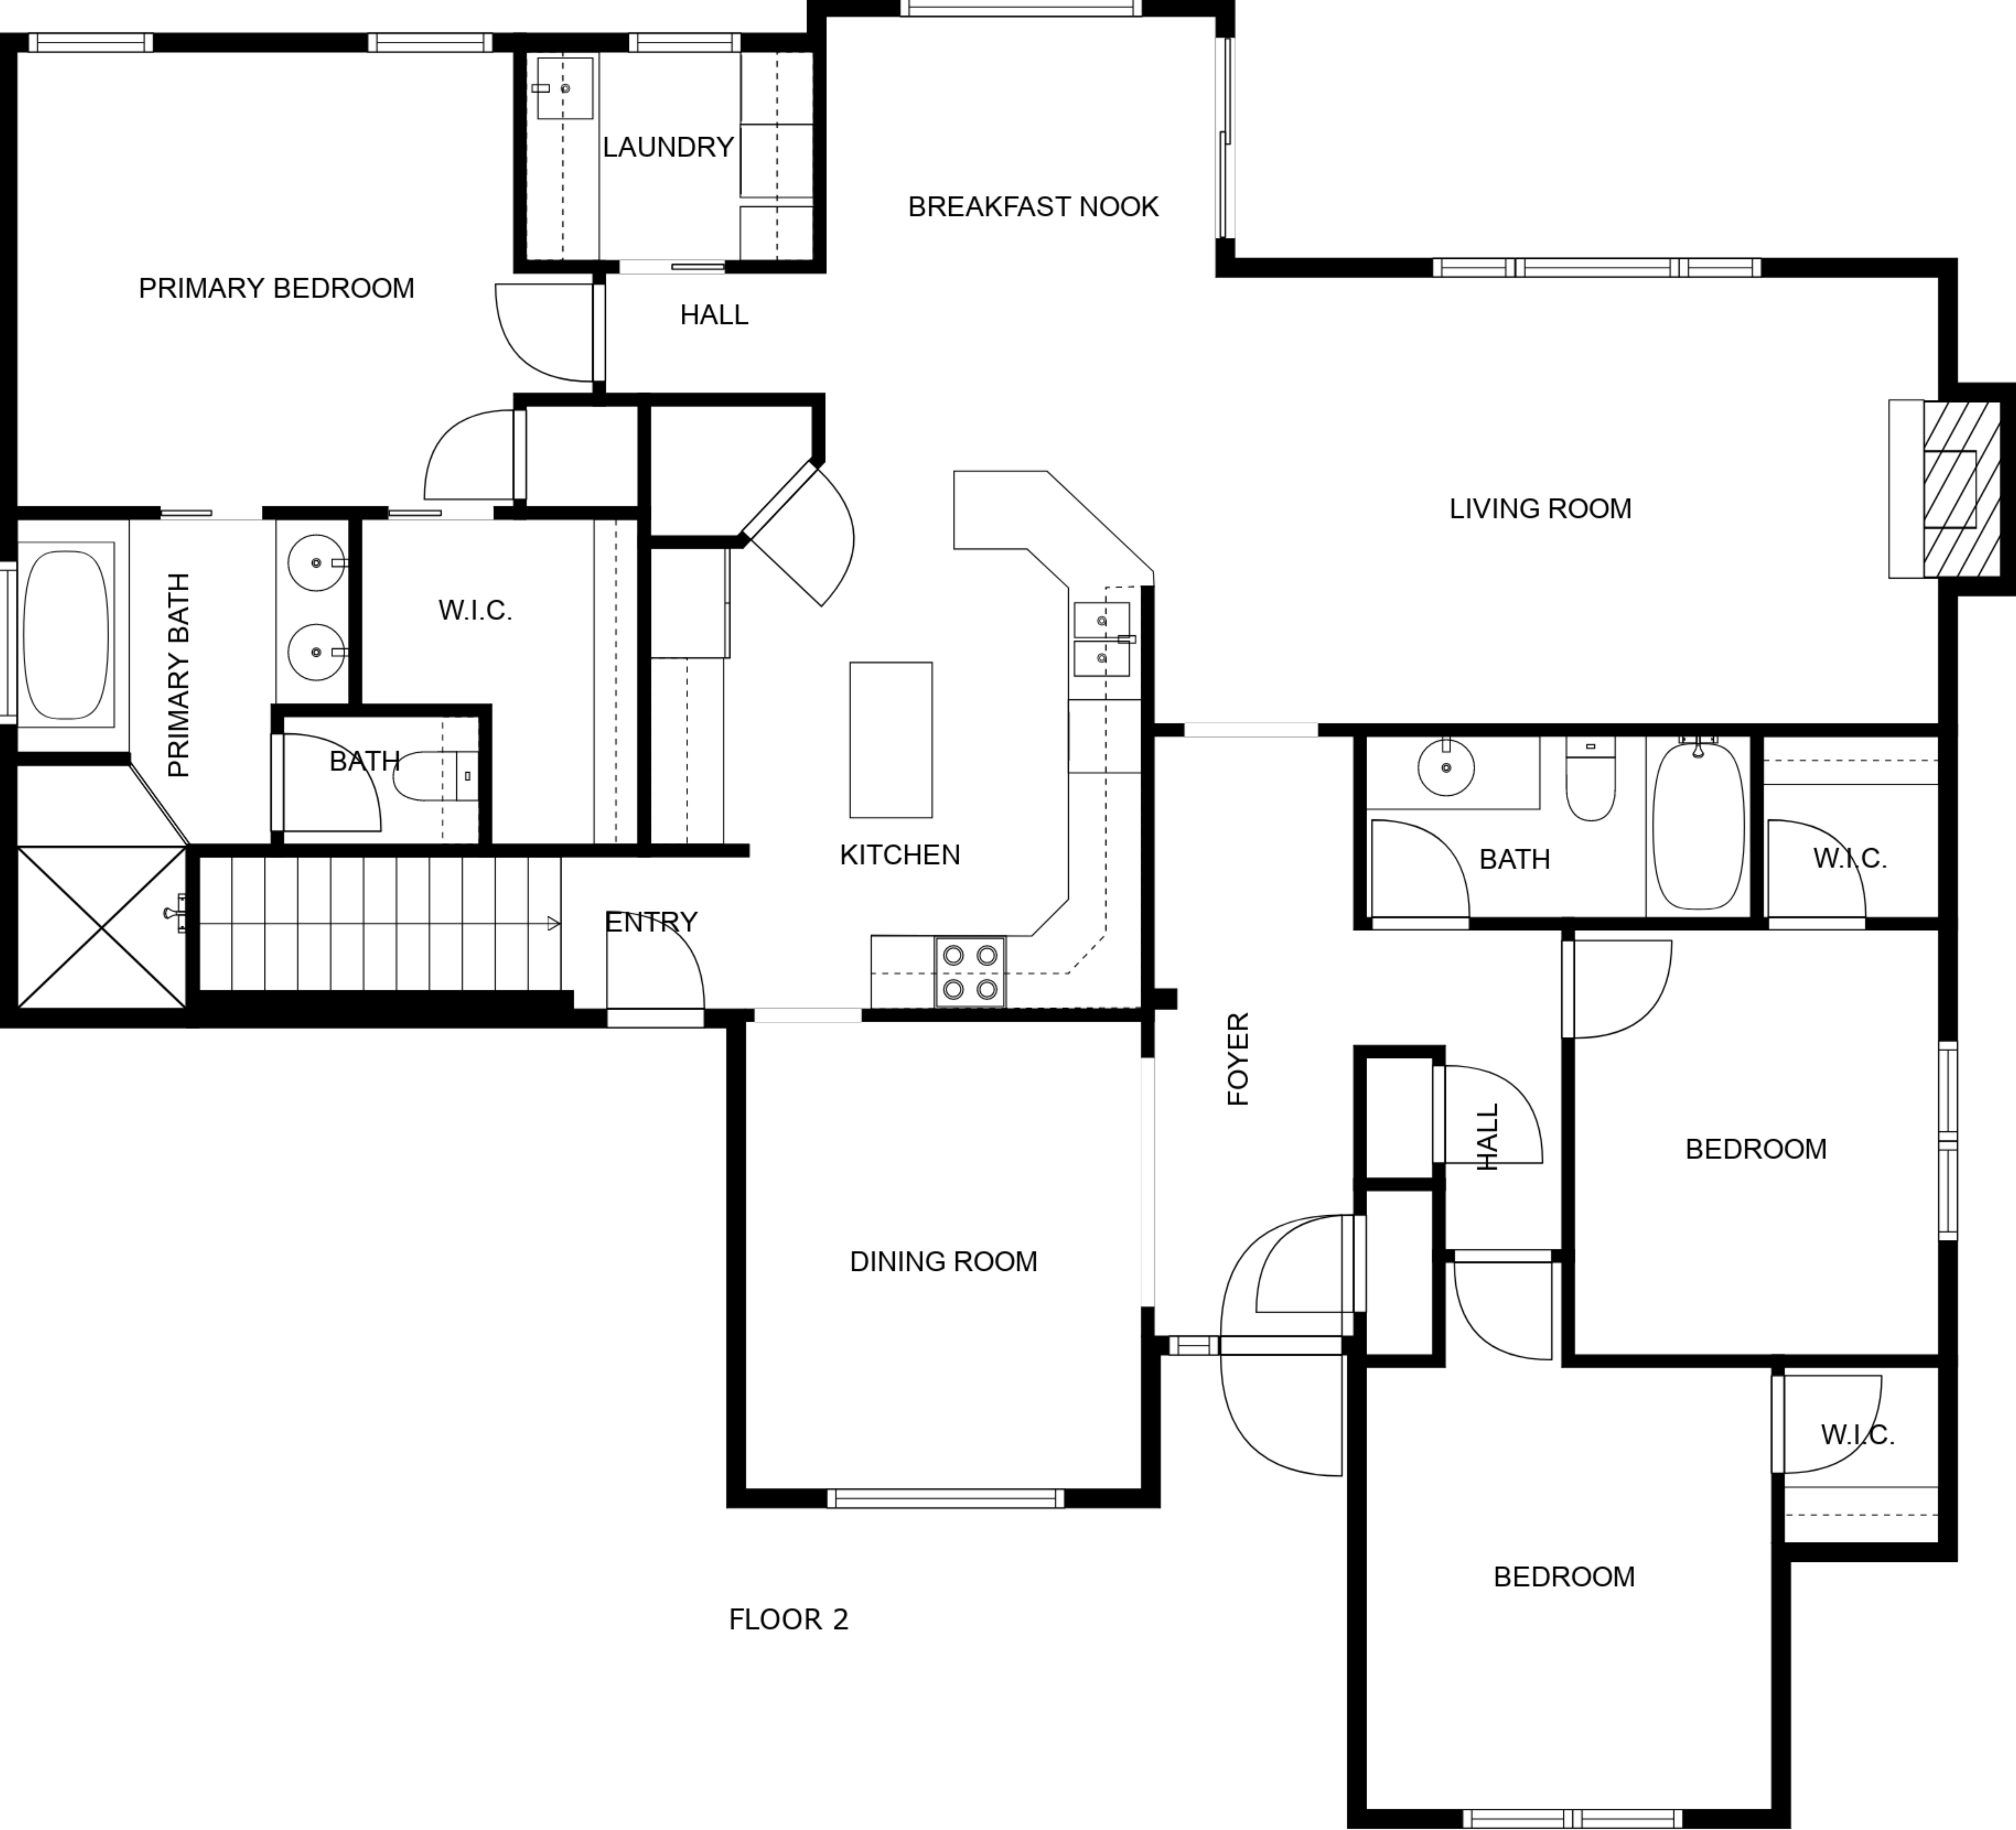 LAUNDRY
BREAKFAST NOOK
PRIMARY BEDROOM
HALL
LIVING ROOM
PRIMARY BATH
W.I.C.
BATH
KITCHEN
BATH
W.I.C.
ENTRY
FOYER
HALL
BEDROOM
DINING ROOM
W.I.C.
BEDROOM
FLOOR 2